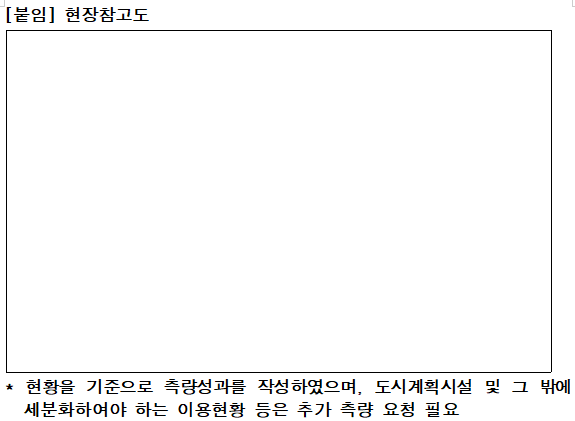 [붙임] 현장참고도
* 현황을 기준으로 측량성과를 작성하였으며, 도시계획시설 및 그 밖에
세분화하여야 하는 이용현황 등은 추가 측량 요청 필요